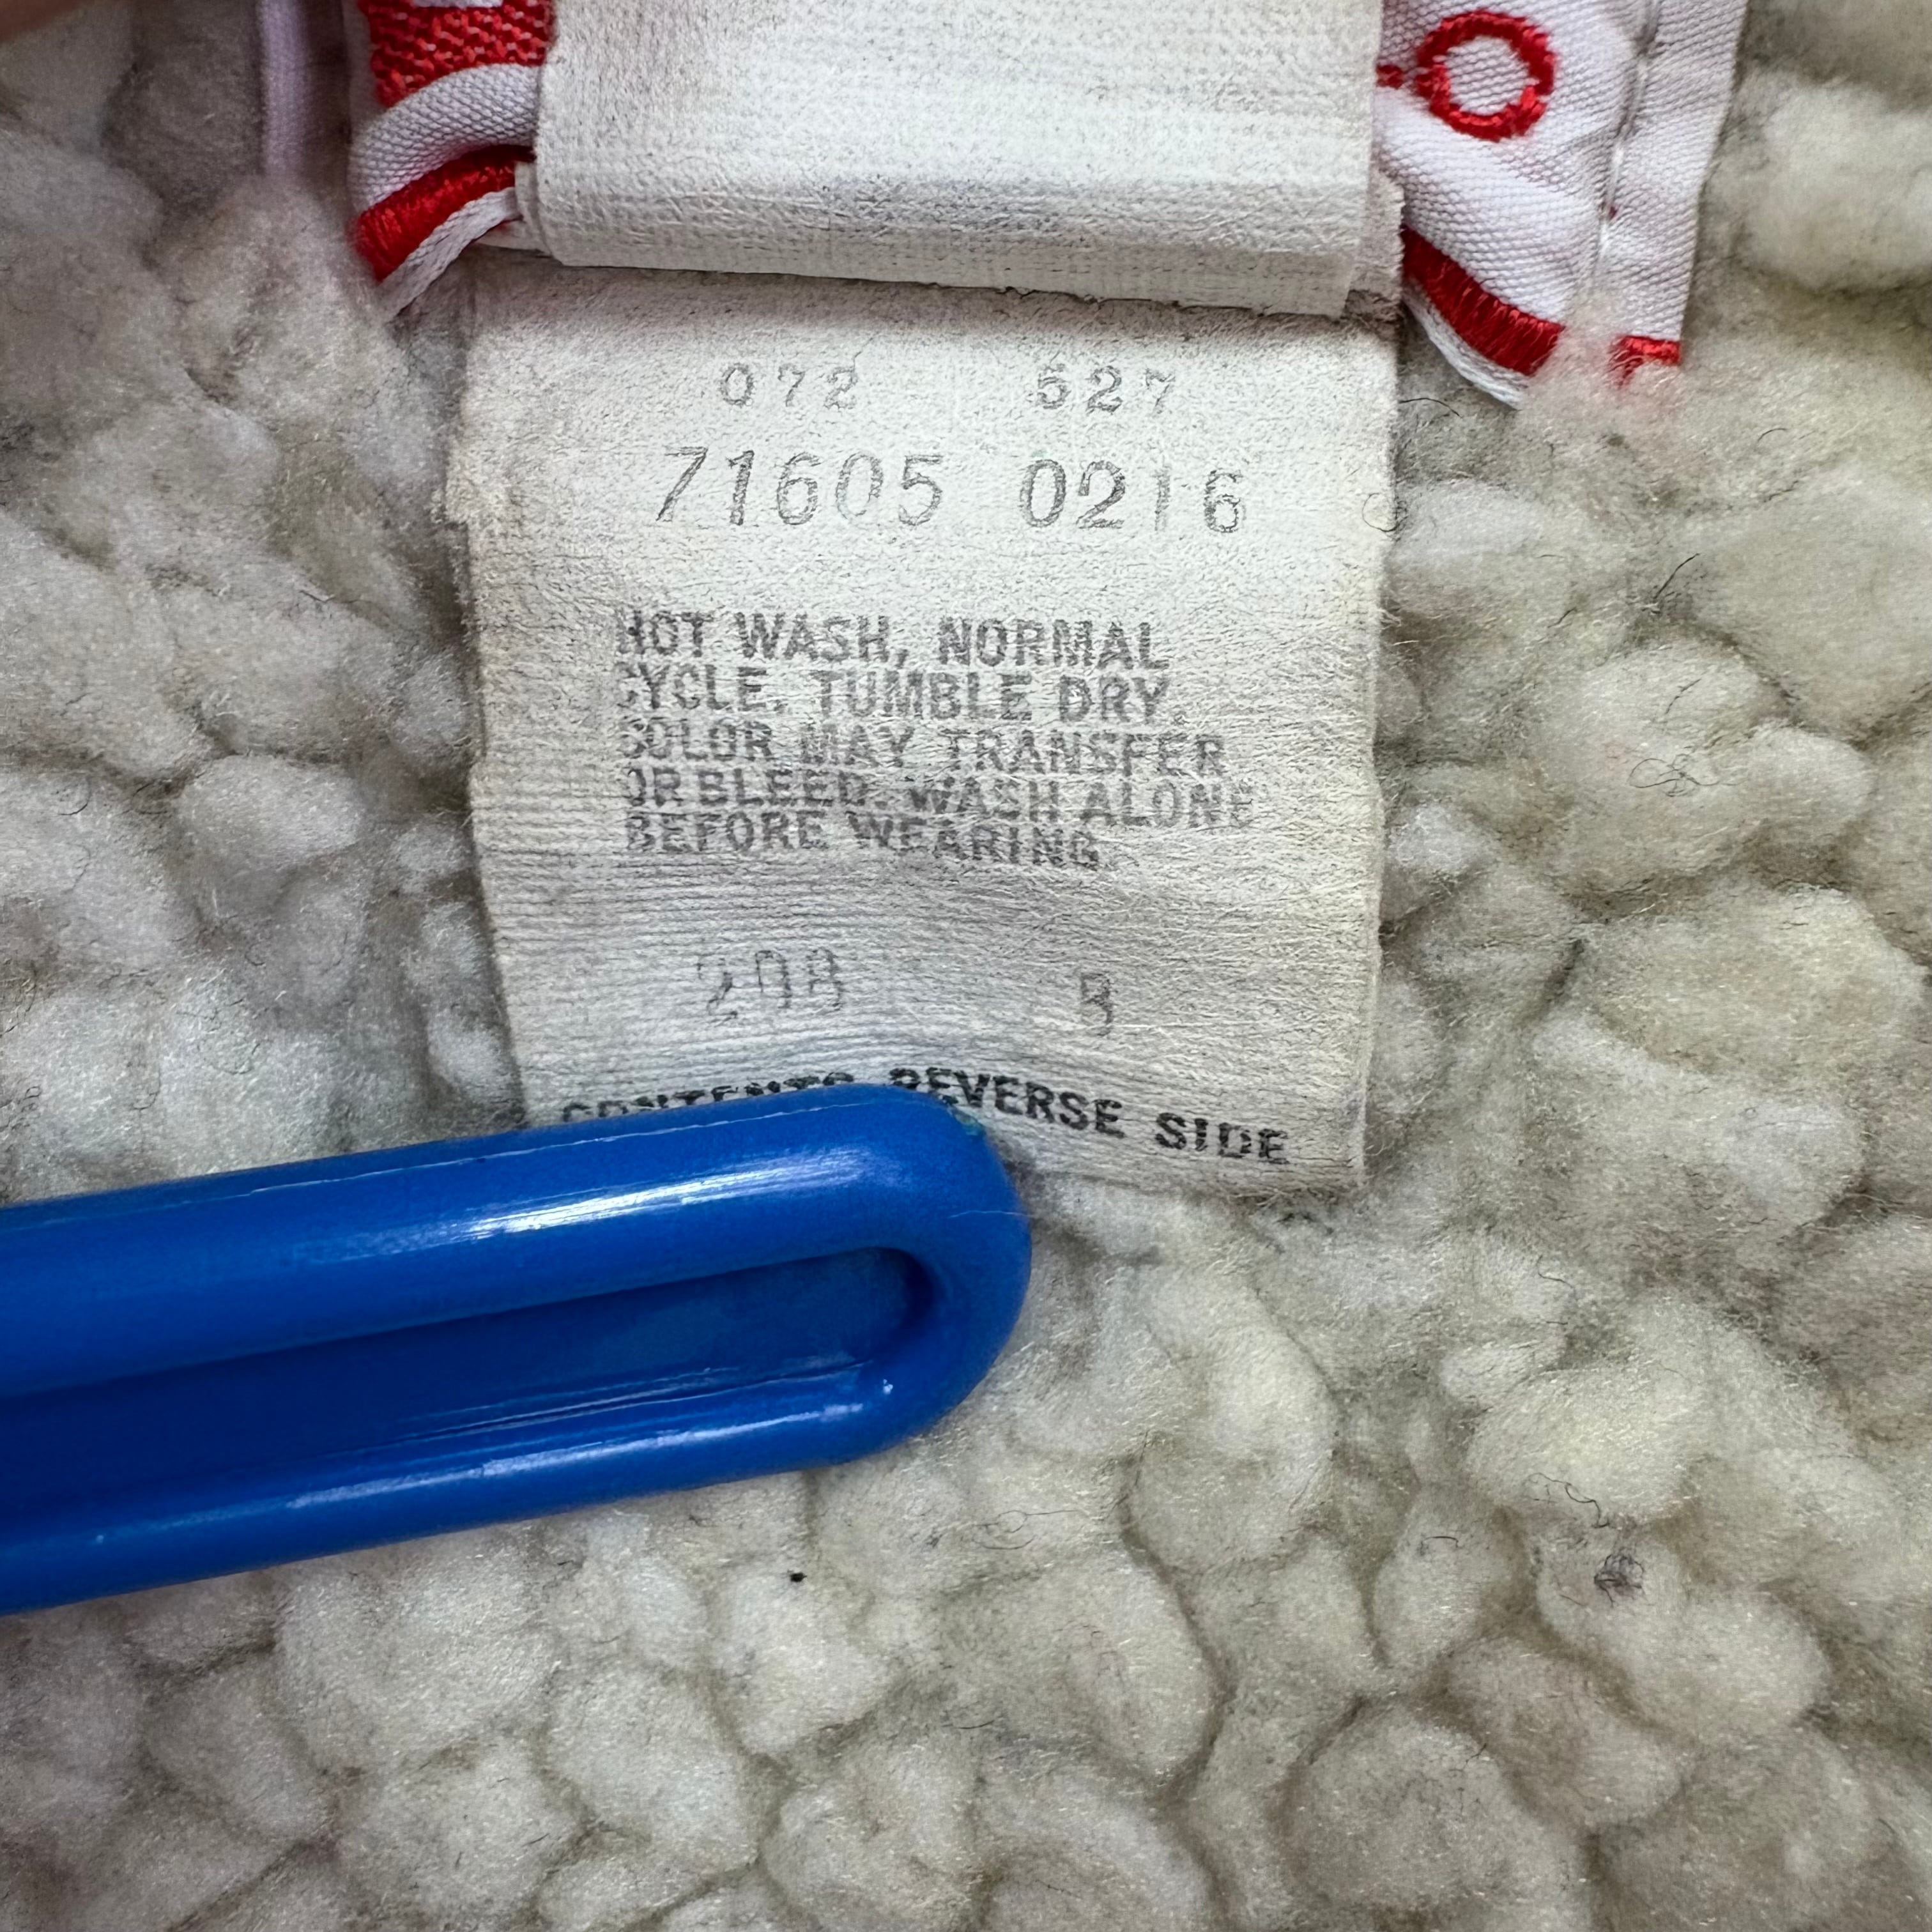 072 527
71605 0216
HOT WASH, NORMAL
CYCLE. TUMBLE DRY.
COLOR MAY TRANSFER
OR BLEED. WASH ALONE
BEFORE WEARING.
208
CONTENTS REVERSE SIDE